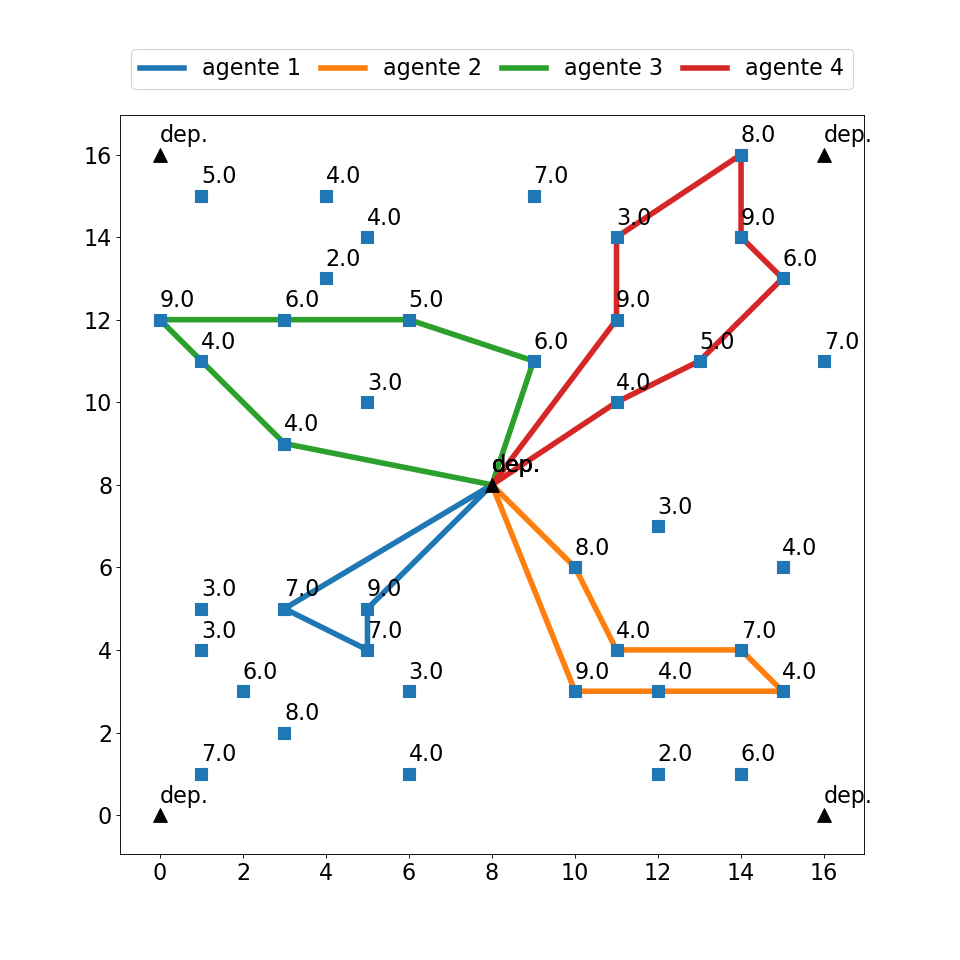 agente 1 agente 2 agente 3 agente 4
dep. 8.0 dep.
16
5.0 4.0 7.0
4.0 3.0 9.0
14
2.0 6.0
9.0 6.0 5.0 9.0
12
4.0 6.0 5.0 7.0
3.0 4.0
10
4.0
dep.
8
3.0
8.0 4.0
6
3.0 7.0 9.0
3.0 7.0 4.0 7.0
4
6.0 3.0 9.0 4.0 4.0
8.0
2
7.0 4.0 2.0 6.0
dep. dep.
0
0 2 4 6 8 10 12 14 16